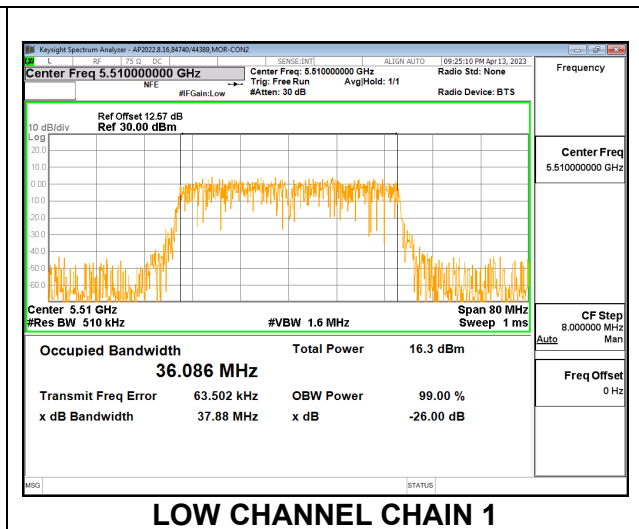 Keysight Spectrum Analyzer - AP2022.8.16,84740/44389,MOR-CON2
L RF 75 Ω DC SENSE:INT ALIGN AUTO 09:25:10 PM Apr 13, 2023
Center Freq 5.510000000 GHz Center Freq: 5.510000000 GHz Radio Std: None Frequency
NFE Trig: Free Run Avg|Hold: 1/1
#IFGain:Low #Atten: 30 dB Radio Device: BTS
Ref Offset 12.57 dB
10 dB/div Ref 30.00 dBm
Log
20.0
10.0
0.00
-10.0
-20.0
-30.0
-40.0
-50.0
-60.0
Center Freq
5.510000000 GHz
Center 5.51 GHz Span 80 MHz
#Res BW 510 kHz #VBW 1.6 MHz Sweep 1 ms
CF Step
8.000000 MHz
Auto Man
Occupied Bandwidth Total Power 16.3 dBm
36.086 MHz
Freq Offset
0 Hz
Transmit Freq Error 63.502 kHz OBW Power 99.00 %
x dB Bandwidth 37.88 MHz x dB -26.00 dB
MSG STATUS
LOW CHANNEL CHAIN 1